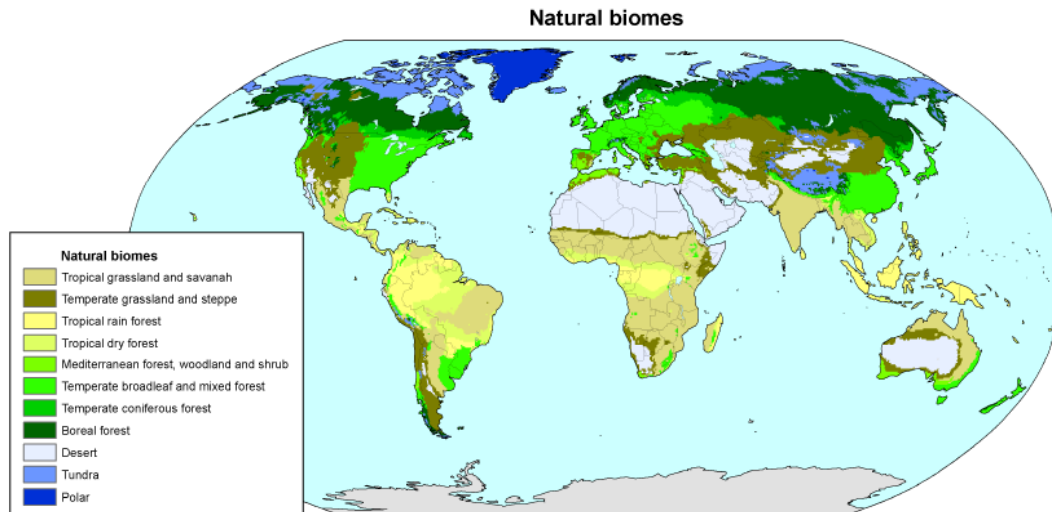 Natural biomes
Natural biomes
Tropical grassland and savanah
Temperate grassland and steppe
Tropical rain forest
Tropical dry forest
Mediterranean forest, woodland and shrub
Temperate broadleaf and mixed forest
Temperate coniferous forest
Boreal forest
Desert
Tundra
Polar